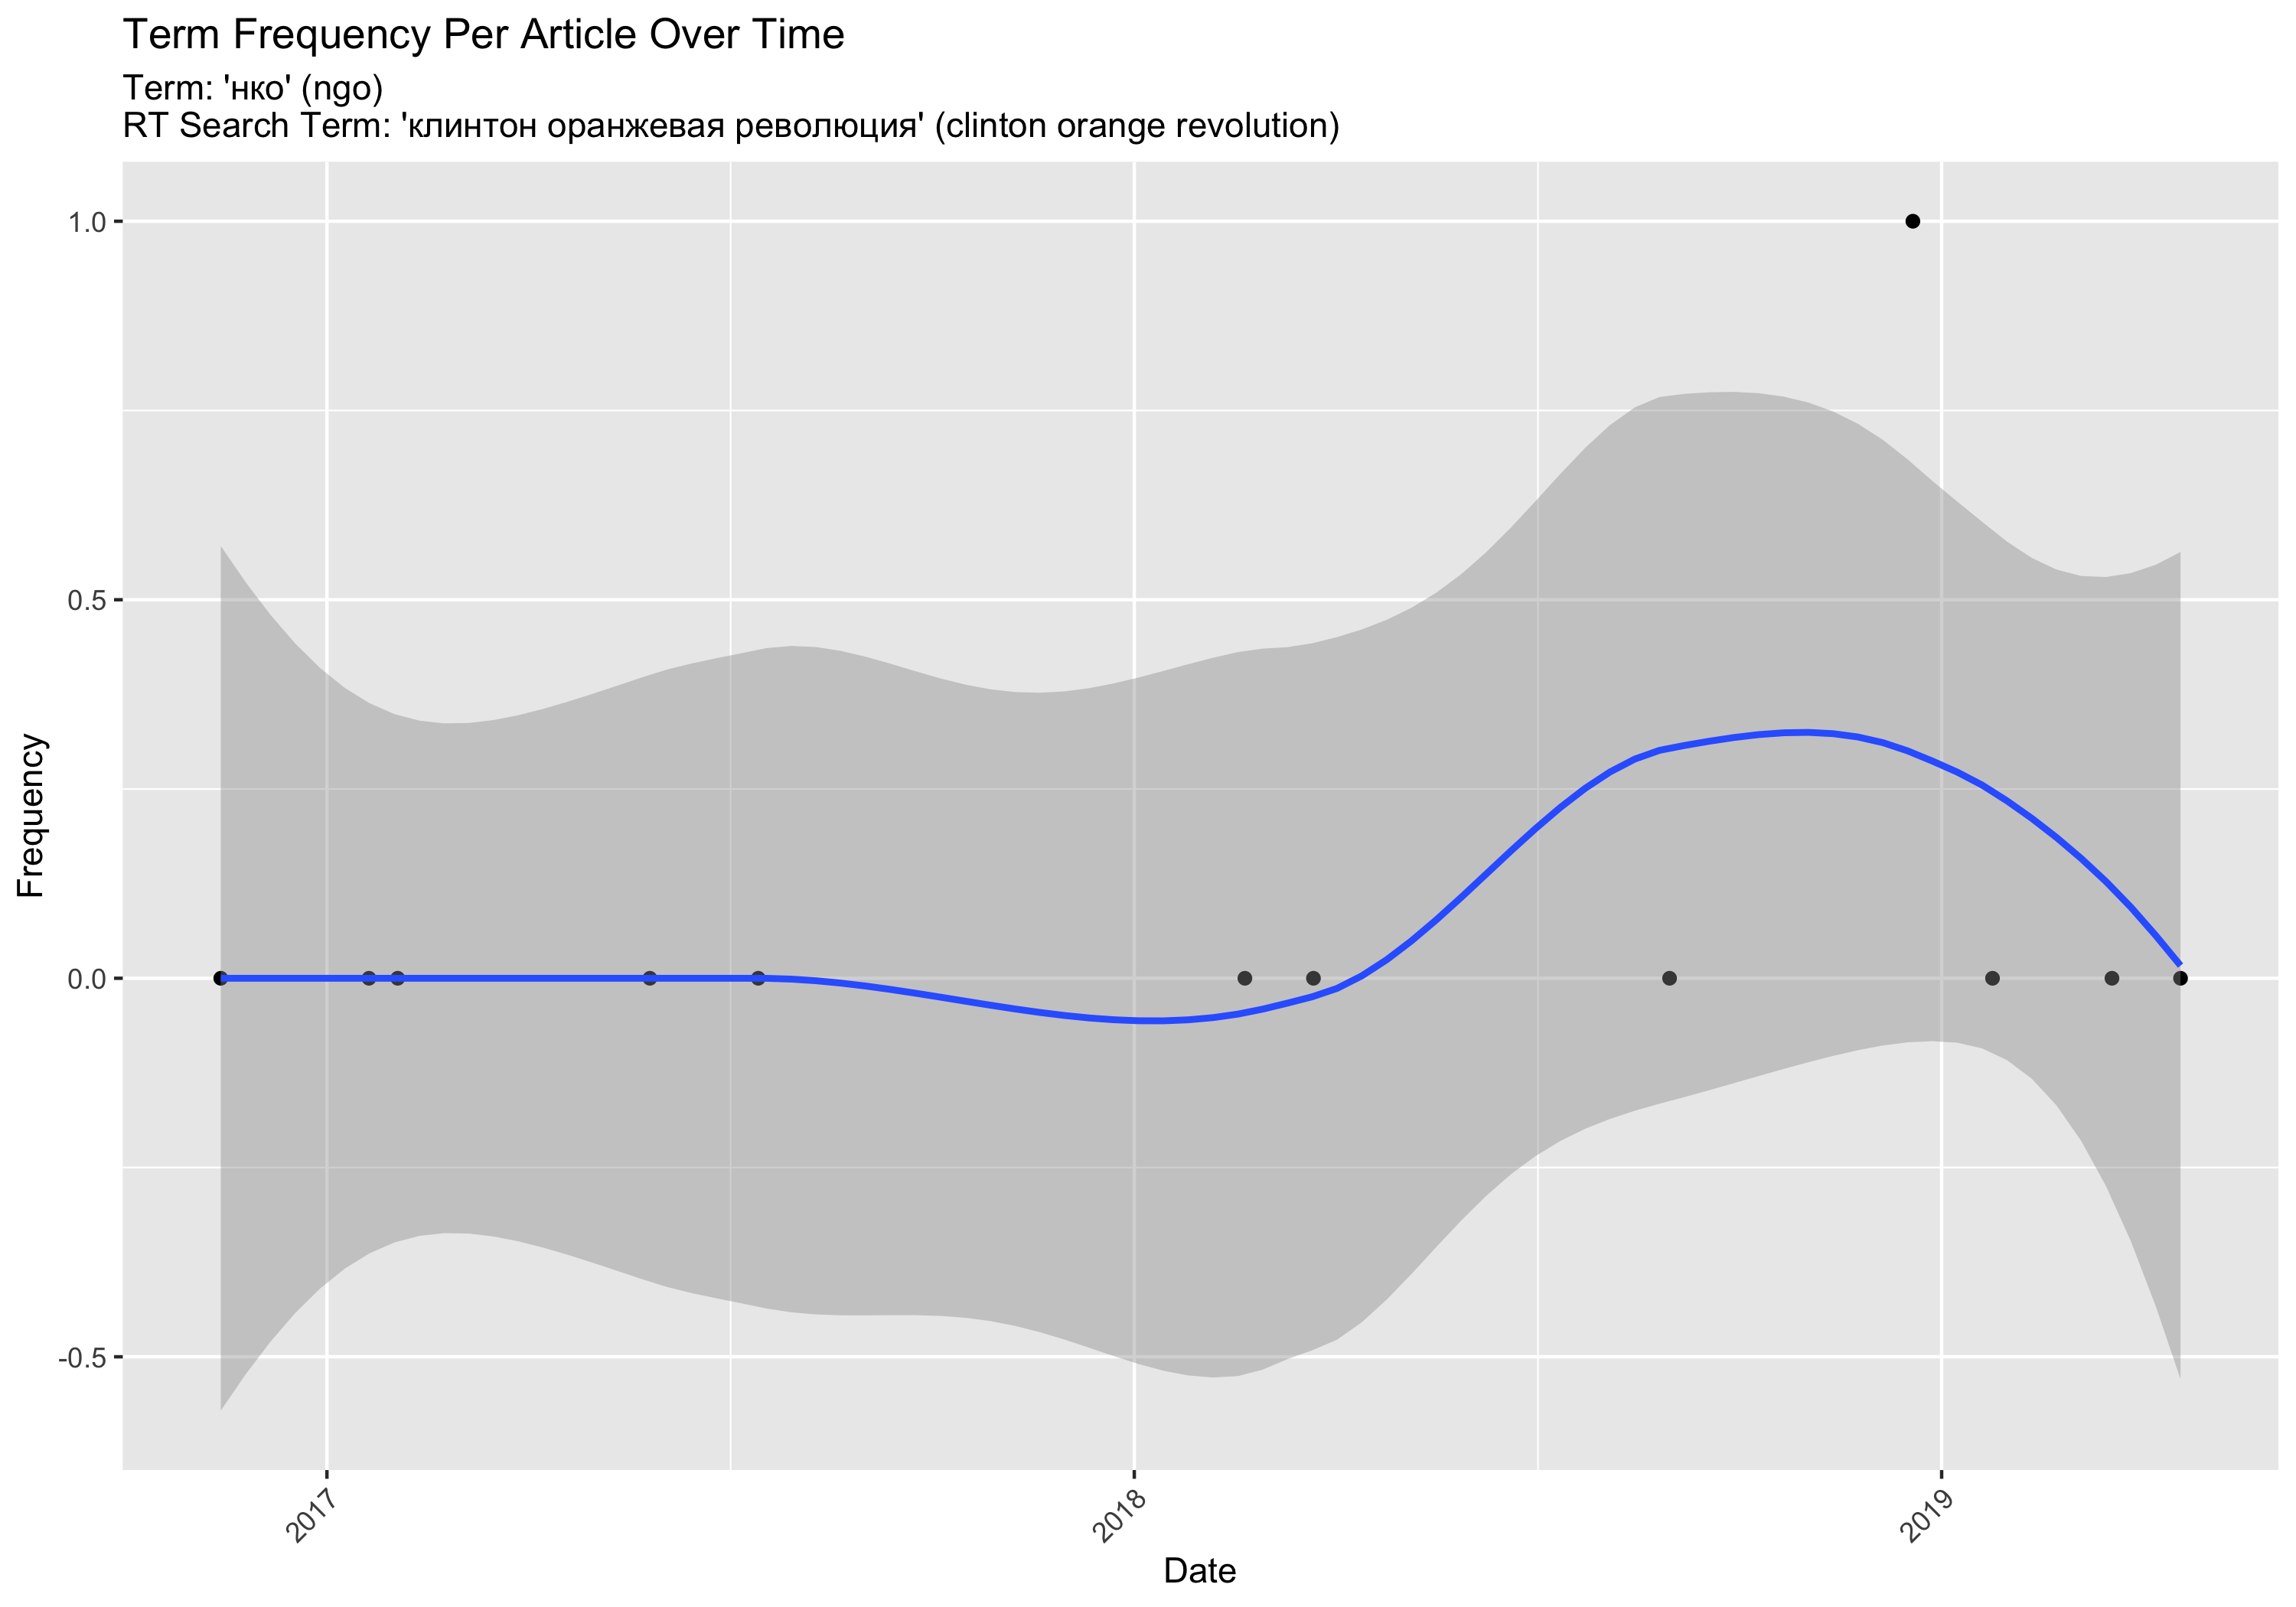 Term Frequency Per Article Over Time
Term: 'нко' (ngo)
RT Search Term: 'клинтон оранжевая революция' (clinton orange revolution)
1.0
0.5
0.0
-0.5
Frequency
2017
2018
2019
Date